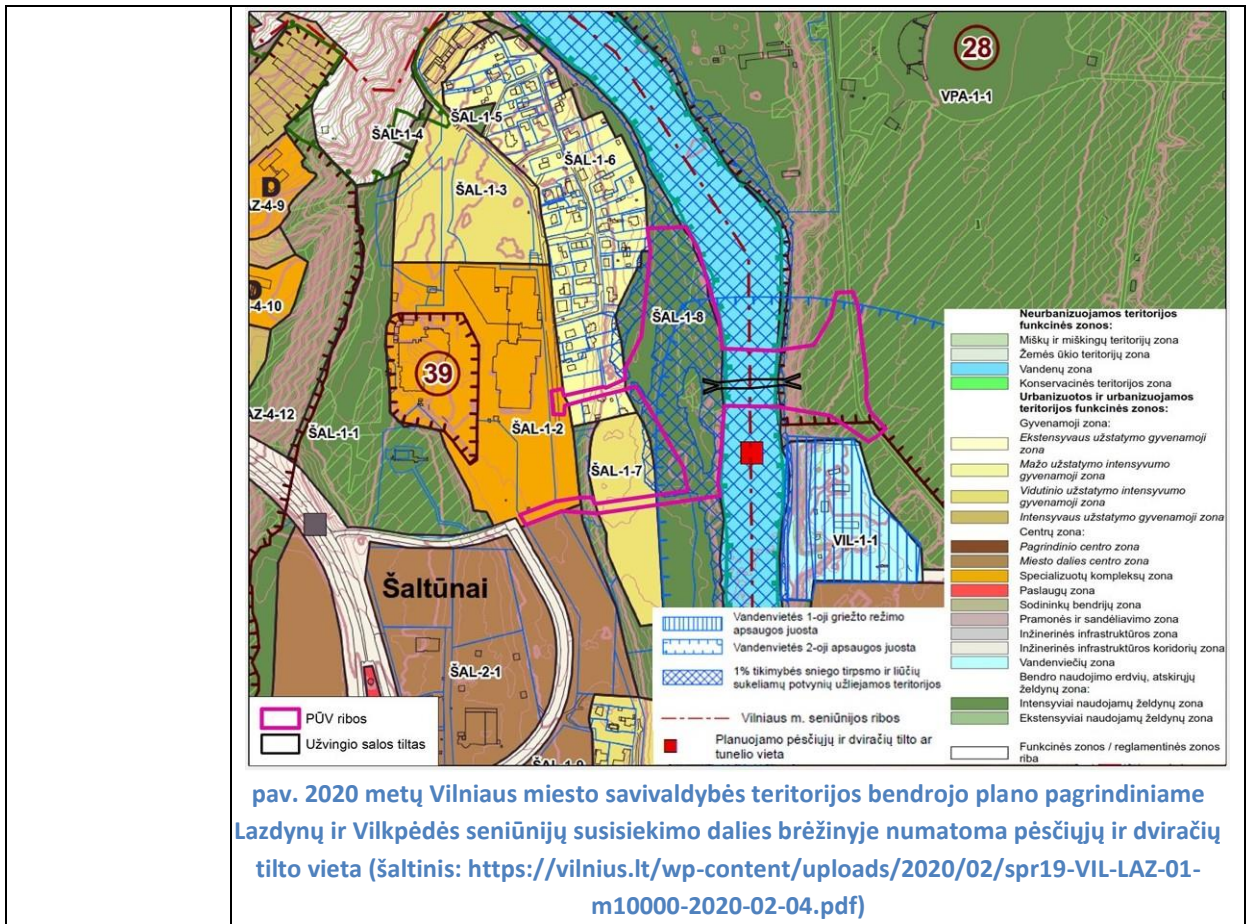 28
VPA-1-1
ŠAL-1-4
ŠAL-1-5
ŠAL-1-6
D
AZ-4-9
ŠAL-1-3
-4-10
ŠAL-1-8
39
AZ-4-12
ŠAL-1-1
ŠAL-1-2
ŠAL-1-7
VIL-1-1
Šaltūnai
ŠAL-2-1
ŠAL-1-9
PŪV ribos
Užvingio salos tiltas
Vandenvietės 1-oji griežto režimo
apsaugos juosta
Vandenvietės 2-oji apsaugos juosta
1% tikimybės sniego tirpsmo ir liūčių
sukeliamų potvynių užliejamos teritorijos
Vilniaus m. seniūnijos ribos
Planuojamo pėsčiųjų ir dviračių tilto ar
tunelio vieta
Neurbanizuojamos teritorijos
funkcinės zonos:
Miškų ir miškingų teritorijų zona
Žemės ūkio teritorijų zona
Vandenų zona
Konservacinės teritorijos zona
Urbanizuotos ir urbanizuojamos
teritorijos funkcinės zonos:
Gyvenamoji zona:
Ekstensyvaus užstatymo gyvenamoji
zona
Mažo užstatymo intensyvumo
gyvenamoji zona
Vidutinio užstatymo intensyvumo
gyvenamoji zona
Intensyvaus užstatymo gyvenamoji zona
Centrų zona:
Pagrindinio centro zona
Miesto dalies centro zona
Specializuotų kompleksų zona
Paslaugų zona
Sodininkų bendrijų zona
Pramonės ir sandėliavimo zona
Inžinerinės infrastruktūros zona
Inžinerinės infrastruktūros koridorių zona
Vandenviečių zona
Bendro naudojimo erdvių, atskirųjų
želdynų zona:
Intensyviai naudojamų želdynų zona
Ekstensyviai naudojamų želdynų zona
Funkcinės zonos / reglamentinės zonos
riba
pav. 2020 metų Vilniaus miesto savivaldybės teritorijos bendrojo plano pagrindiniame
Lazdynų ir Vilkpėdės seniūnijų susisiekimo dalies brėžinyje numatoma pėsčiųjų ir dviračių
tilto vieta (šaltinis: https://vilnius.lt/wp-content/uploads/2020/02/spr19-VIL-LAZ-01-
m10000-2020-02-04.pdf)